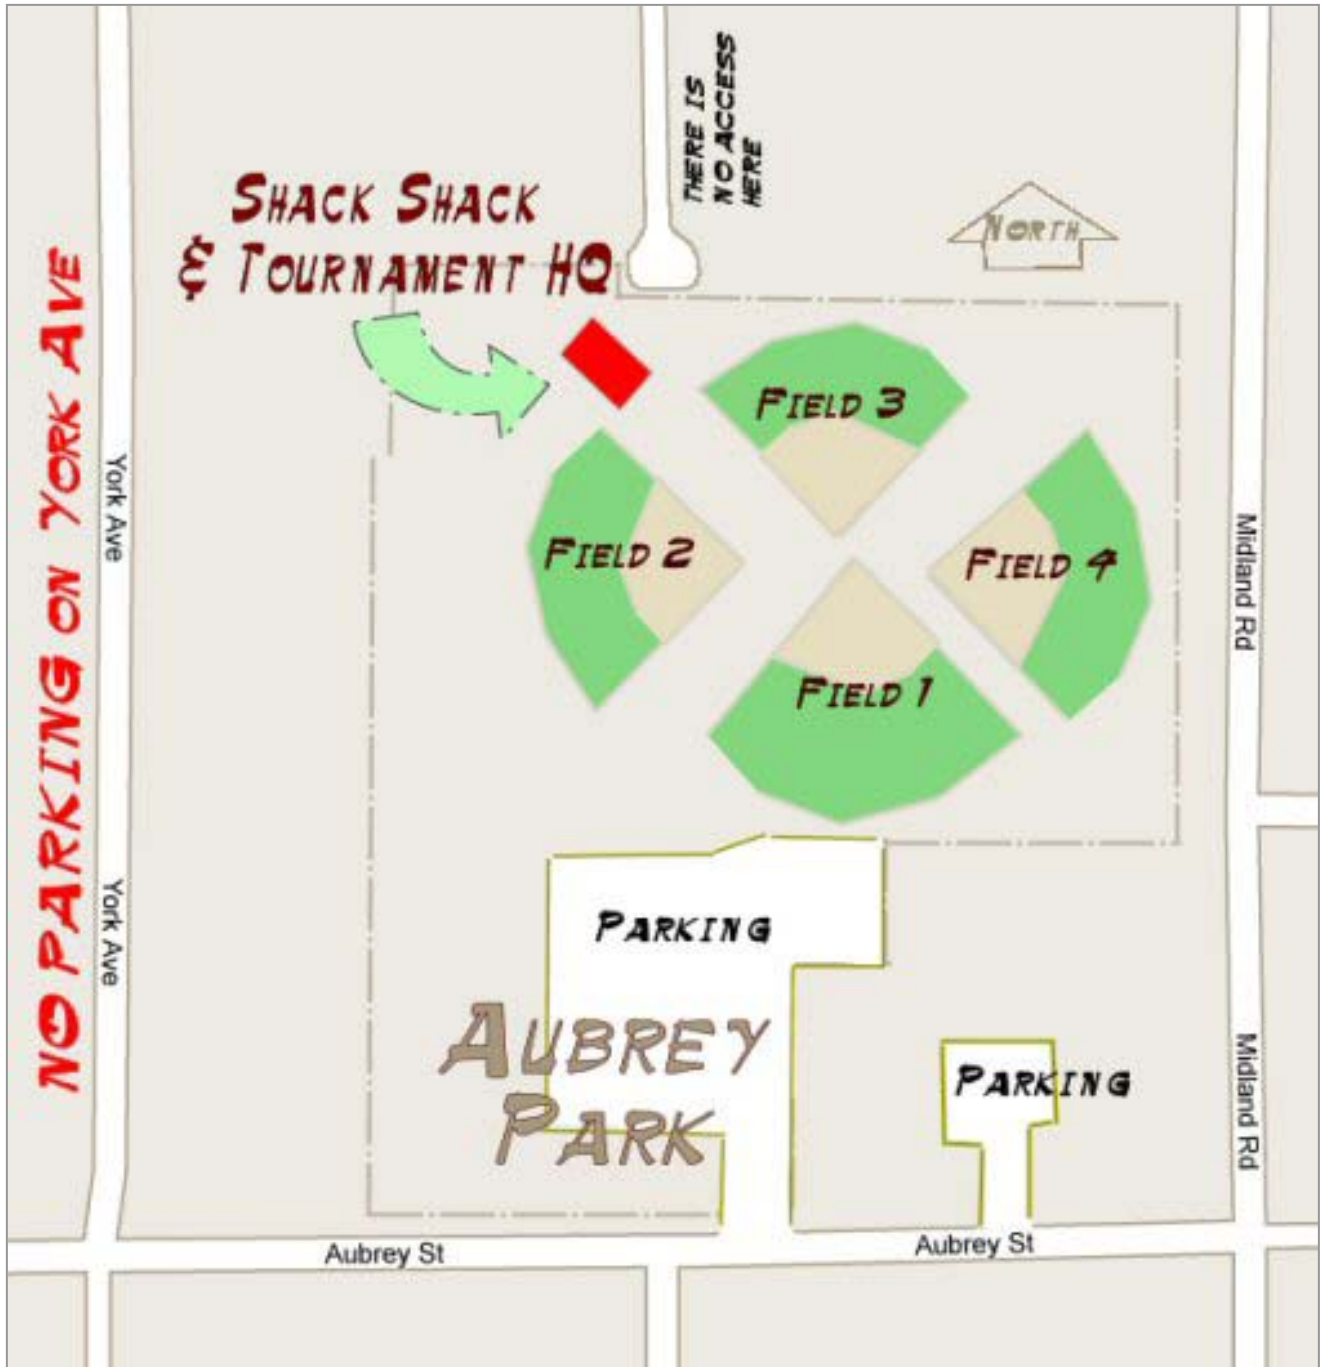 THERE IS
NO ACCESS
HERE
SHACK SHACK
& TOURNAMENT HQ
NORTH
NO PARKING ON YORK AVE
York Ave
FIELD 3
FIELD 2
FIELD 4
Midland Rd
FIELD 1
York Ave
PARKING
AUBREY
PARK
PARKING
Midland Rd
Aubrey St
Aubrey St